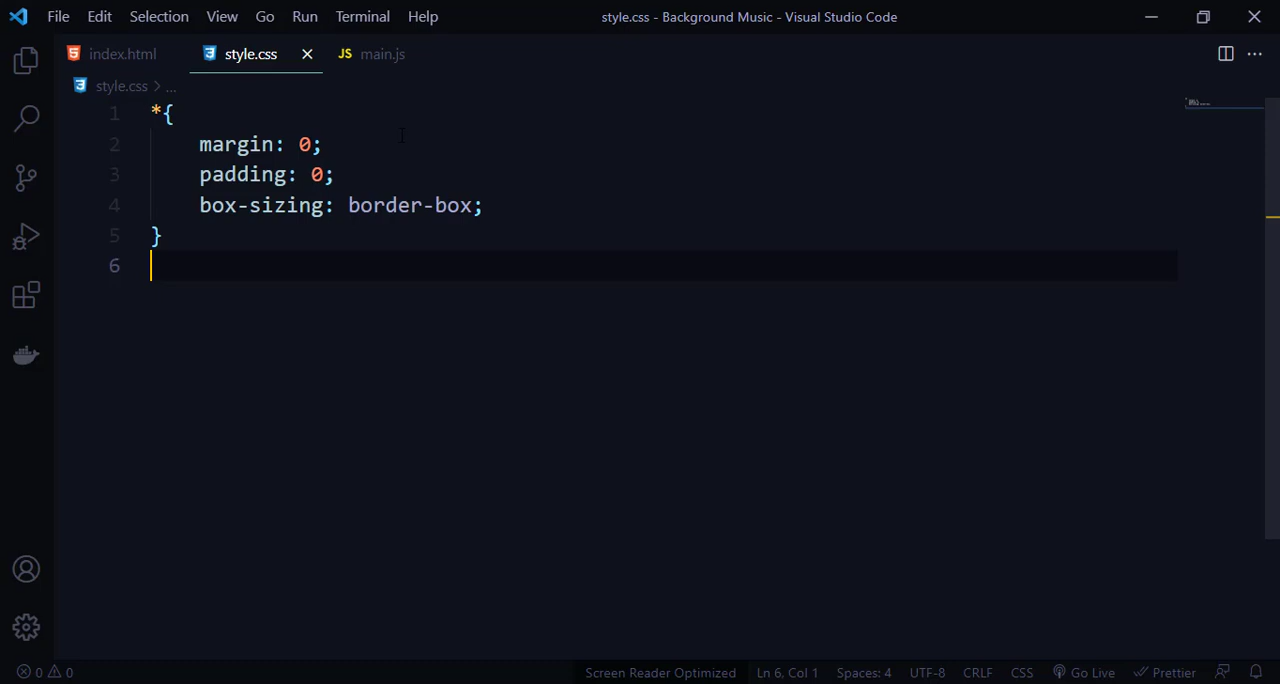 File Edit Selection View Go Run Terminal Help style.css - Background Music - Visual Studio Code
index.html style.css JS main.js
style.css > ...
1 *{
2 margin: 0;
3 padding: 0;
4 box-sizing: border-box;
5 }
6
0 0 Screen Reader Optimized Ln 6, Col 1 Spaces: 4 UTF-8 CRLF CSS Go Live Prettier